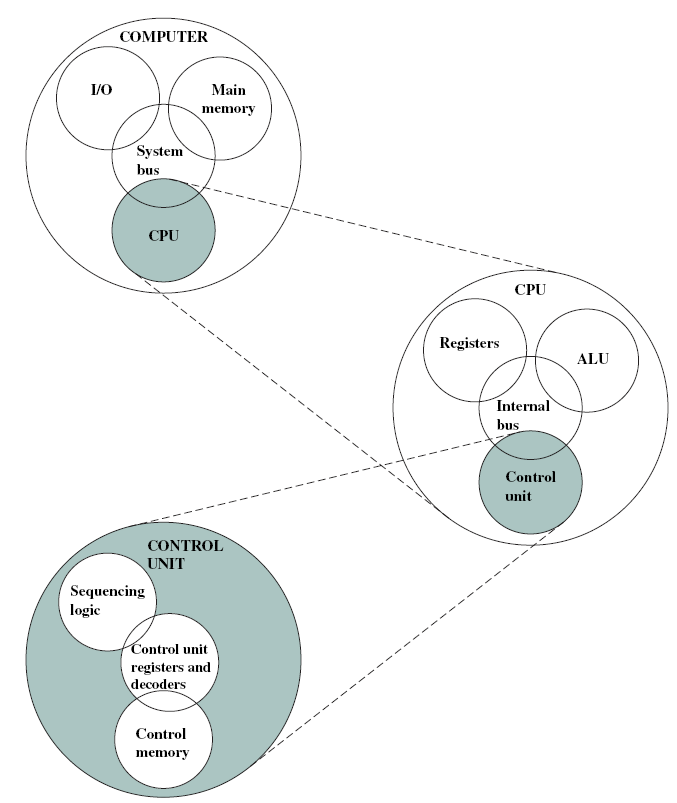 COMPUTER
I/O
Main
memory
System
bus
CPU
CPU
Registers
ALU
Internal
bus
Control
unit
CONTROL
UNIT
Sequencing
logic
Control unit
registers and
decoders
Control
memory